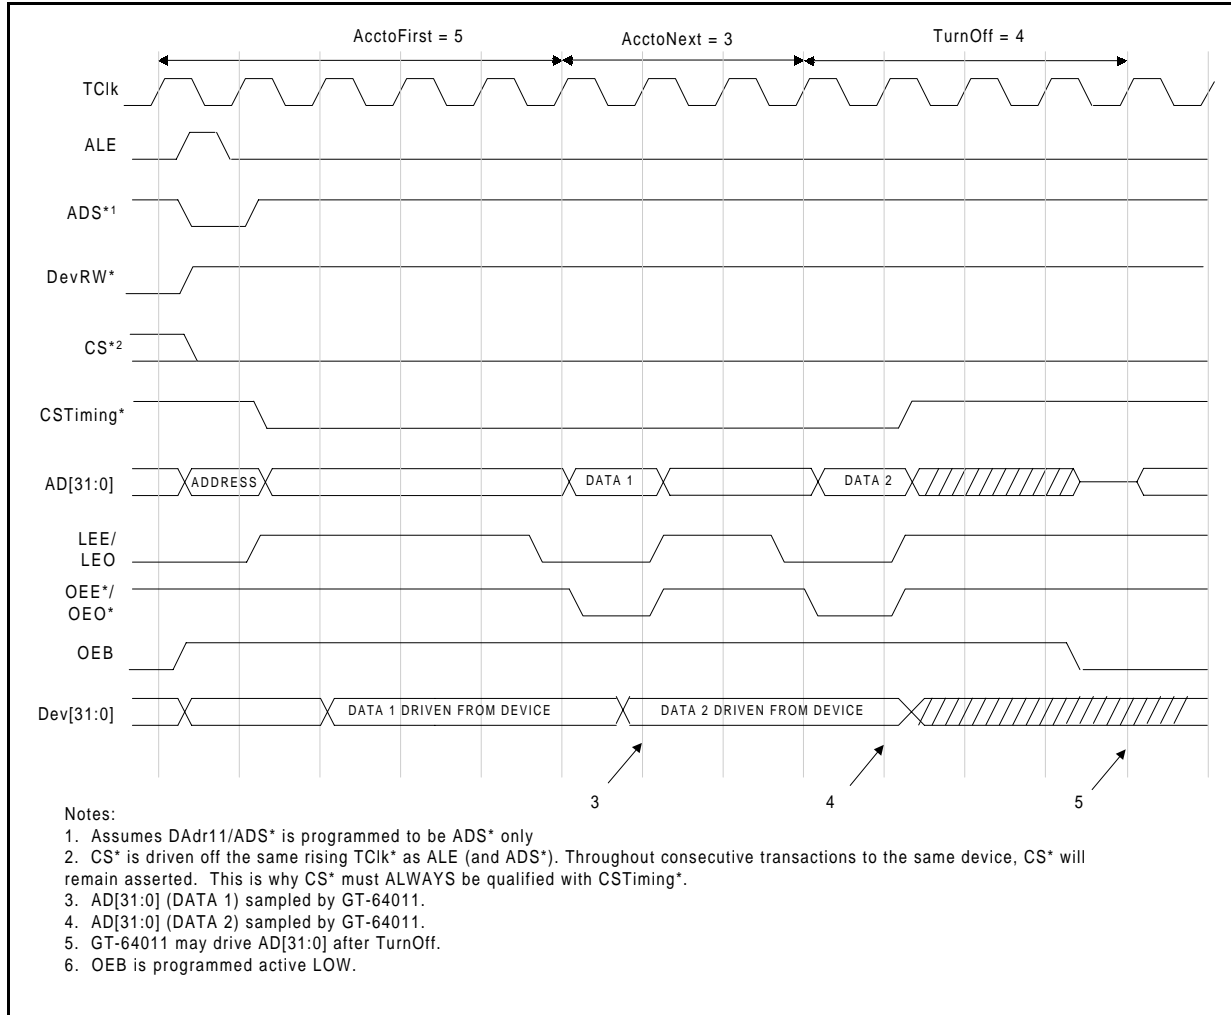 AcctoFirst = 5
AcctoNext = 3
TurnOff = 4
TClk
ALE
ADS*1
DevRW*
CS*2
CSTiming*
AD[31:0]
ADDRESS
DATA 1
DATA 2
LEE/
LEO
OEE*/
OEO*
OEB
Dev[31:0]
DATA 1 DRIVEN FROM DEVICE
DATA 2 DRIVEN FROM DEVICE
3
4
5
Notes:
1. Assumes DAdr11/ADS* is programmed to be ADS* only
2. CS* is driven off the same rising TClk* as ALE (and ADS*). Throughout consecutive transactions to the same device, CS* will
remain asserted. This is why CS* must ALWAYS be qualified with CSTiming*.
3. AD[31:0] (DATA 1) sampled by GT-64011.
4. AD[31:0] (DATA 2) sampled by GT-64011.
5. GT-64011 may drive AD[31:0] after TurnOff.
6. OEB is programmed active LOW.